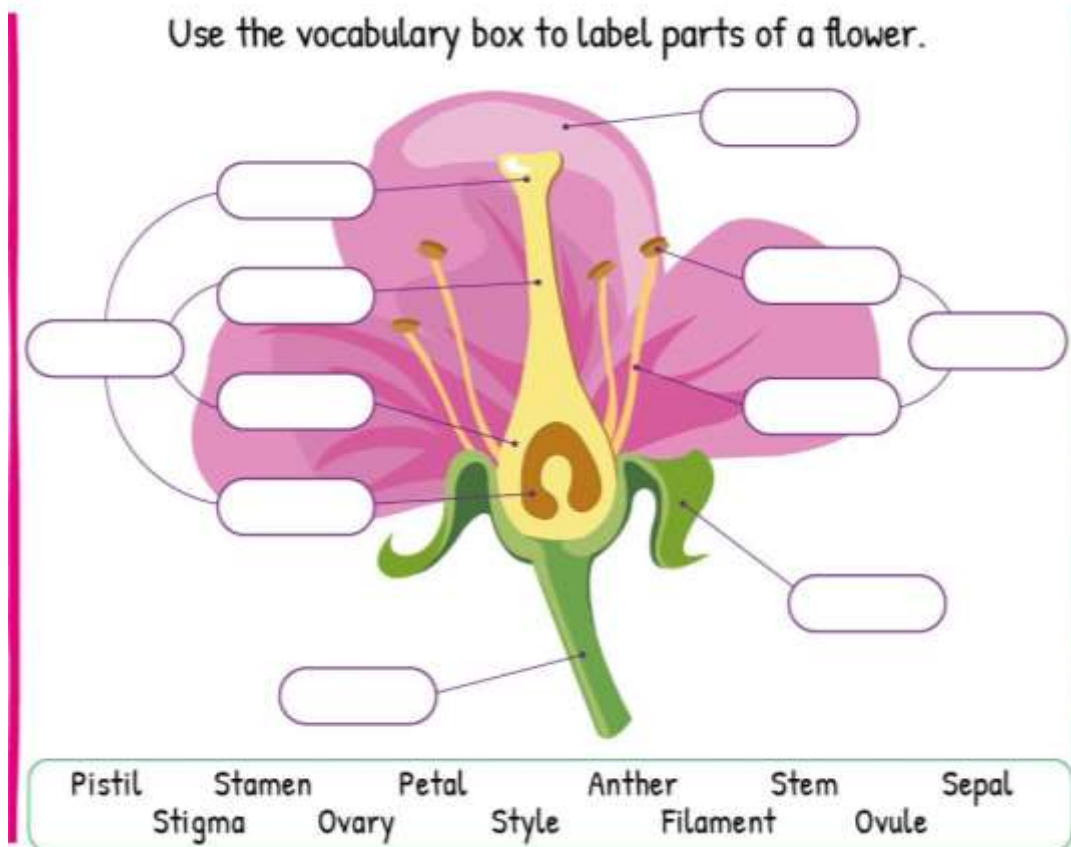 Use the vocabulary box to label parts of a flower.
Pistil Stamen Petal Anther Stem Sepal
Stigma Ovary Style Filament Ovule